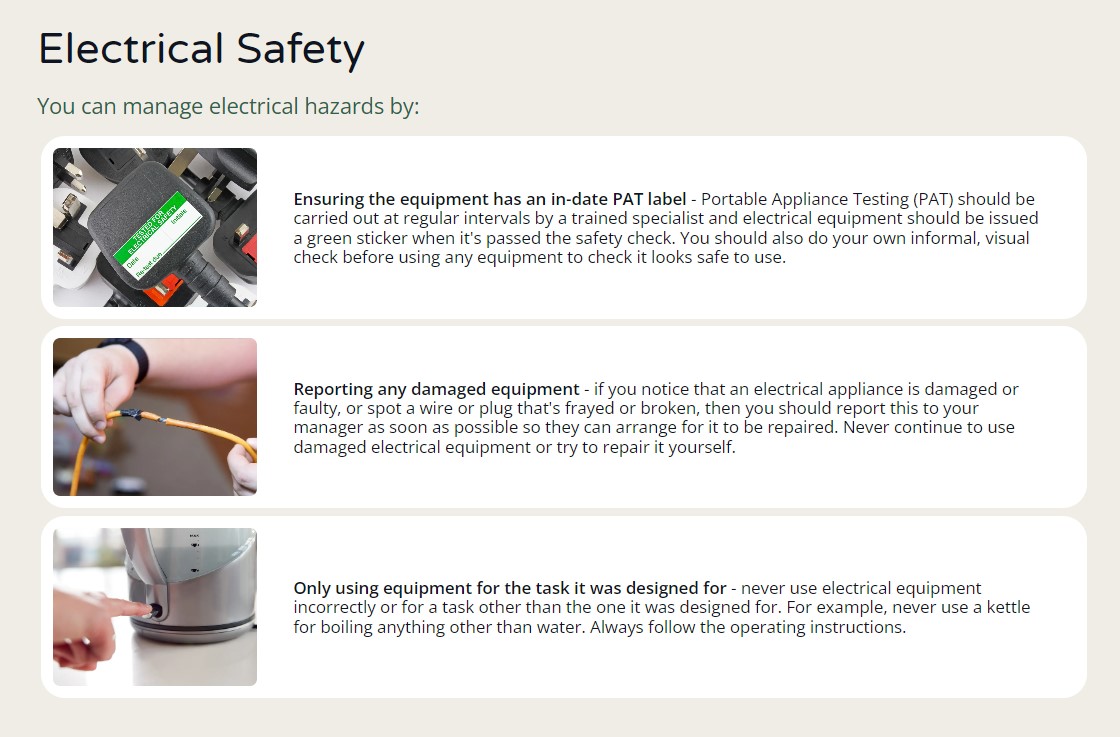 Electrical Safety
You can manage electrical hazards by:
TESTED FOR
ELECTRICAL SAFETY
Date
Re-test due
Ensuring the equipment has an in-date PAT label - Portable Appliance Testing (PAT) should be
carried out at regular intervals by a trained specialist and electrical equipment should be issued
a green sticker when it's passed the safety check. You should also do your own informal, visual
check before using any equipment to check it looks safe to use.
Reporting any damaged equipment - if you notice that an electrical appliance is damaged or
faulty, or spot a wire or plug that's frayed or broken, then you should report this to your
manager as soon as possible so they can arrange for it to be repaired. Never continue to use
damaged electrical equipment or try to repair it yourself.
MAX
Only using equipment for the task it was designed for - never use electrical equipment
incorrectly or for a task other than the one it was designed for. For example, never use a kettle
for boiling anything other than water. Always follow the operating instructions.